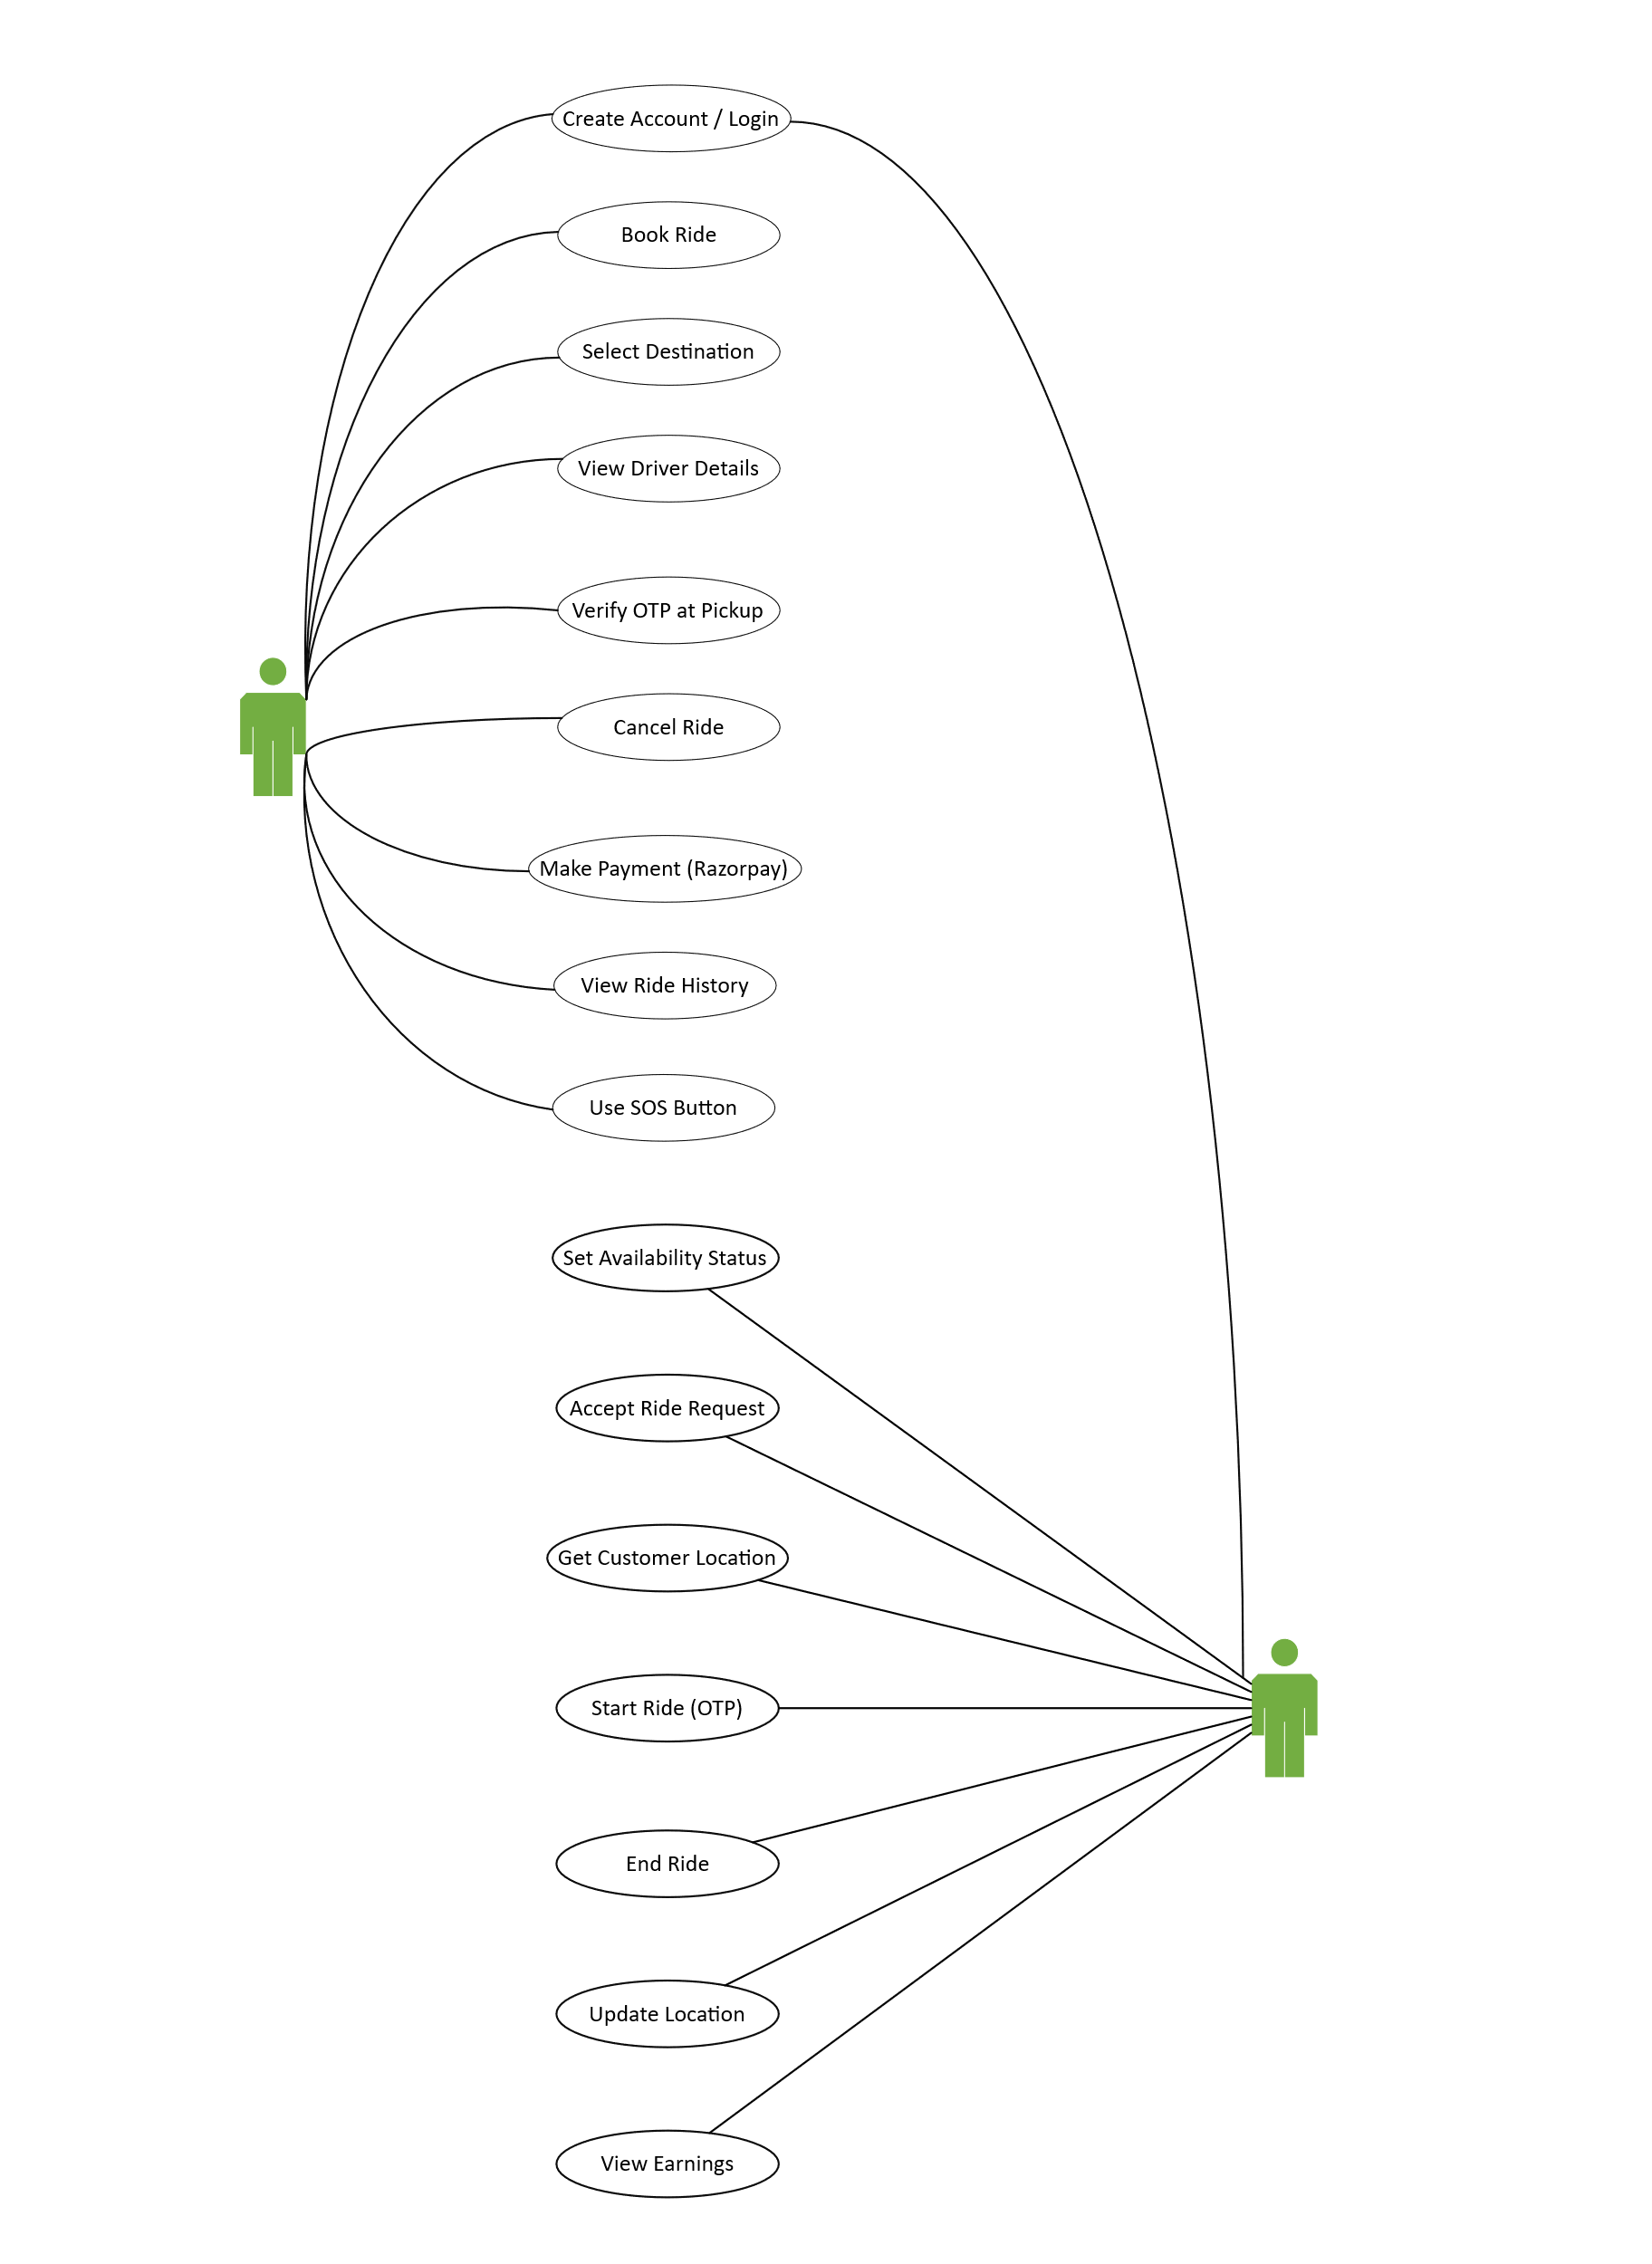 Create Account / Login
Book Ride
Select Destination
View Driver Details
Verify OTP at Pickup
Cancel Ride
Make Payment (Razorpay)
View Ride History
Use SOS Button
Set Availability Status
Accept Ride Request
Get Customer Location
Start Ride (OTP)
End Ride
Update Location
View Earnings